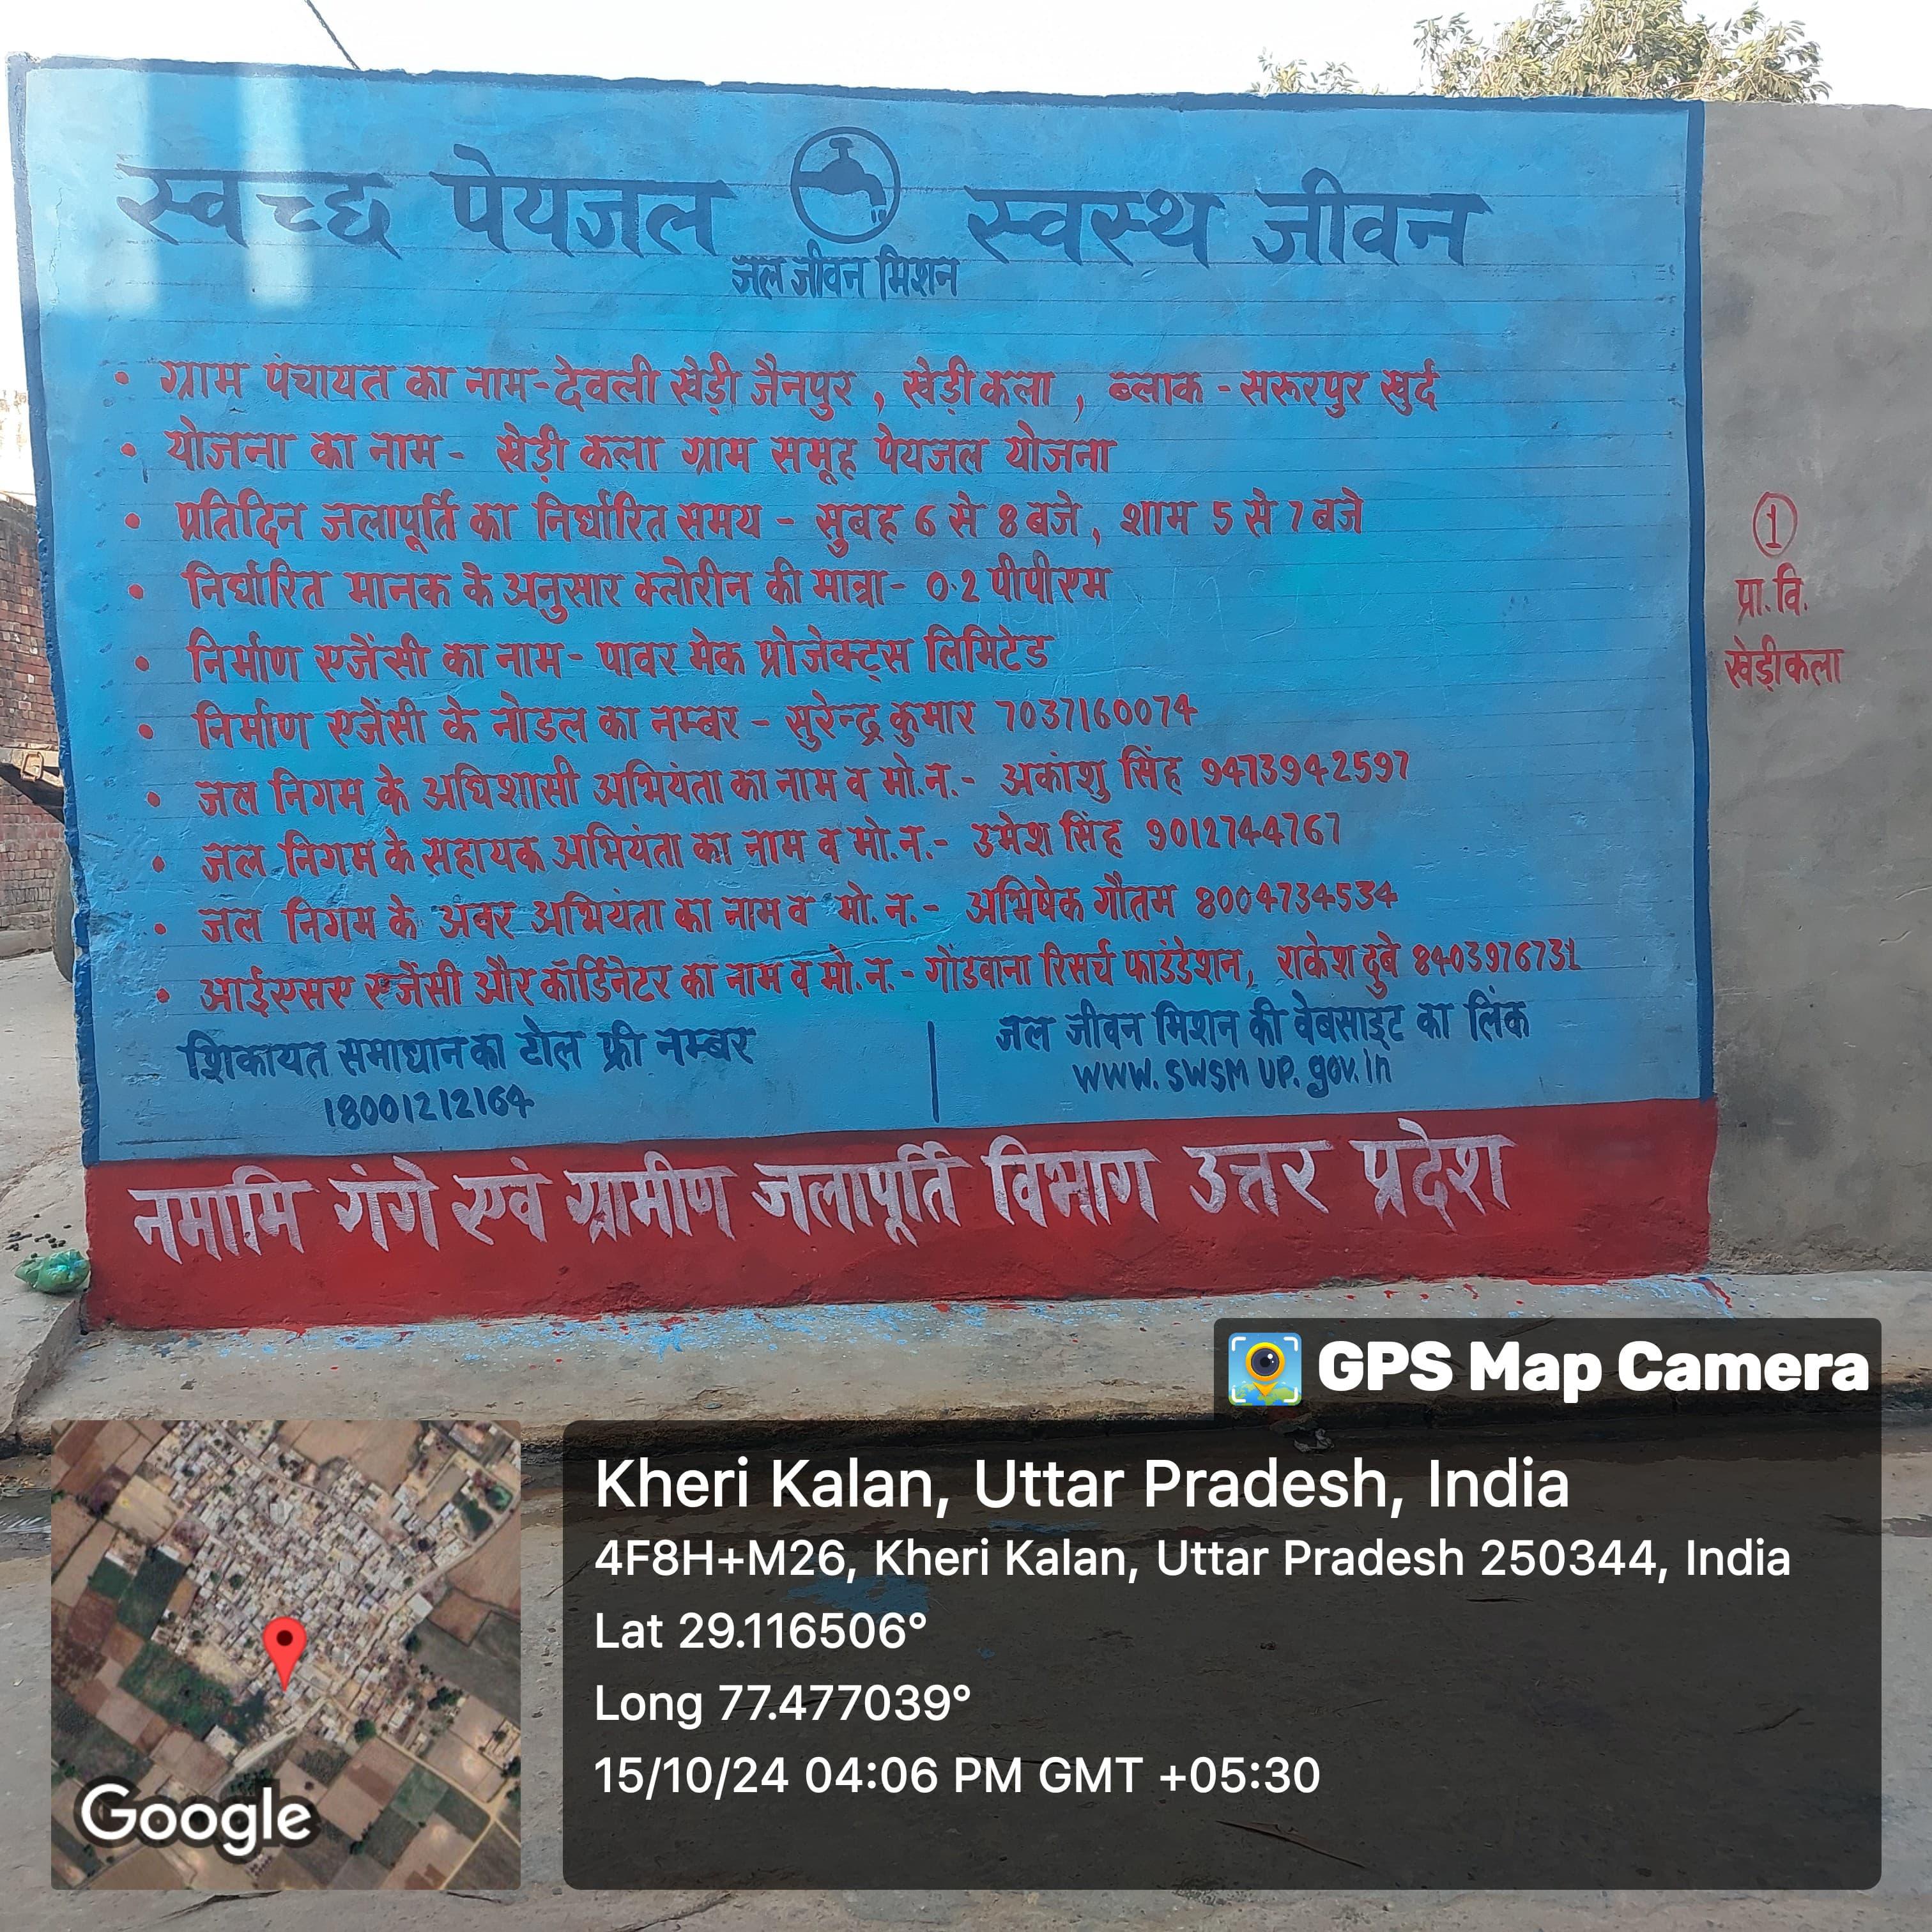 स्वच्छ पेयजल स्वस्थ जीवन
जल जीवन मिशन
• ग्राम पंचायत का नाम-देवली खेड़ी जैनपुर , खेड़ी कला , ब्लाक - सरूरपुर खुर्द
• योजना का नाम - खेड़ी कला ग्राम समूह पेयजल योजना
• प्रतिदिन जलापूर्ति का निर्धारित समय - सुबह 6 से 8 बजे , शाम 5 से 7 बजे
• निर्धारित मानक के अनुसार क्लोरीन की मात्रा- 0.2 पीपीएम
• निर्माण एजेंसी का नाम- पावर मेक प्रोजेक्ट्स लिमिटेड
• निर्माण एजेंसी के नोडल का नम्बर - सुरेन्द्र कुमार 7037160074
• जल निगम के अधिशासी अभियंता का नाम व मो.न.- अकांशु सिंह 9473942597
• जल निगम के सहायक अभियंता का नाम व मो.न.- उमेश सिंह 9012744767
• जल निगम के अंवर अभियंता का नाम व मो.न.- अभिषेक गौतम 8004734534
• आईएसए एजेंसी और कॉर्डिनेटर का नाम व मो.न.- गोंडवाना रिसर्च फाउंडेशन, राकेश दुबे 8403976731
शिकायत समाधान का टोल फ्री नम्बर
18001212164
जल जीवन मिशन की वेबसाइट का लिंक
www.swsmup.gov.in
नमामि गंगे एवं ग्रामीण जलापूर्ति विभाग उत्तर प्रदेश
1
प्रा.वि.
खेड़ीकला
GPS Map Camera
Kheri Kalan, Uttar Pradesh, India
4F8H+M26, Kheri Kalan, Uttar Pradesh 250344, India
Lat 29.116506°
Long 77.477039°
15/10/24 04:06 PM GMT +05:30
Google